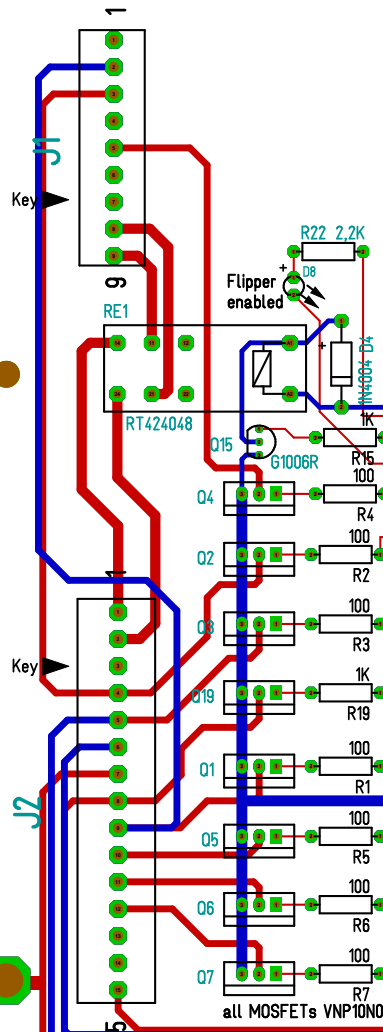 1
J1
Key
9
R22 2,2K
+
D8
Flipper
enabled
RE1
+
1N4004 D4
RT424048
1K
Q15
G1006R
R15
100
Q4
R4
100
Q2
R2
1
100
Q3
R3
Key
1K
Q19
R19
100
Q1
R1
J2
100
Q5
R5
100
Q6
R6
100
Q7
R7
all MOSFETs VNP10N0
5